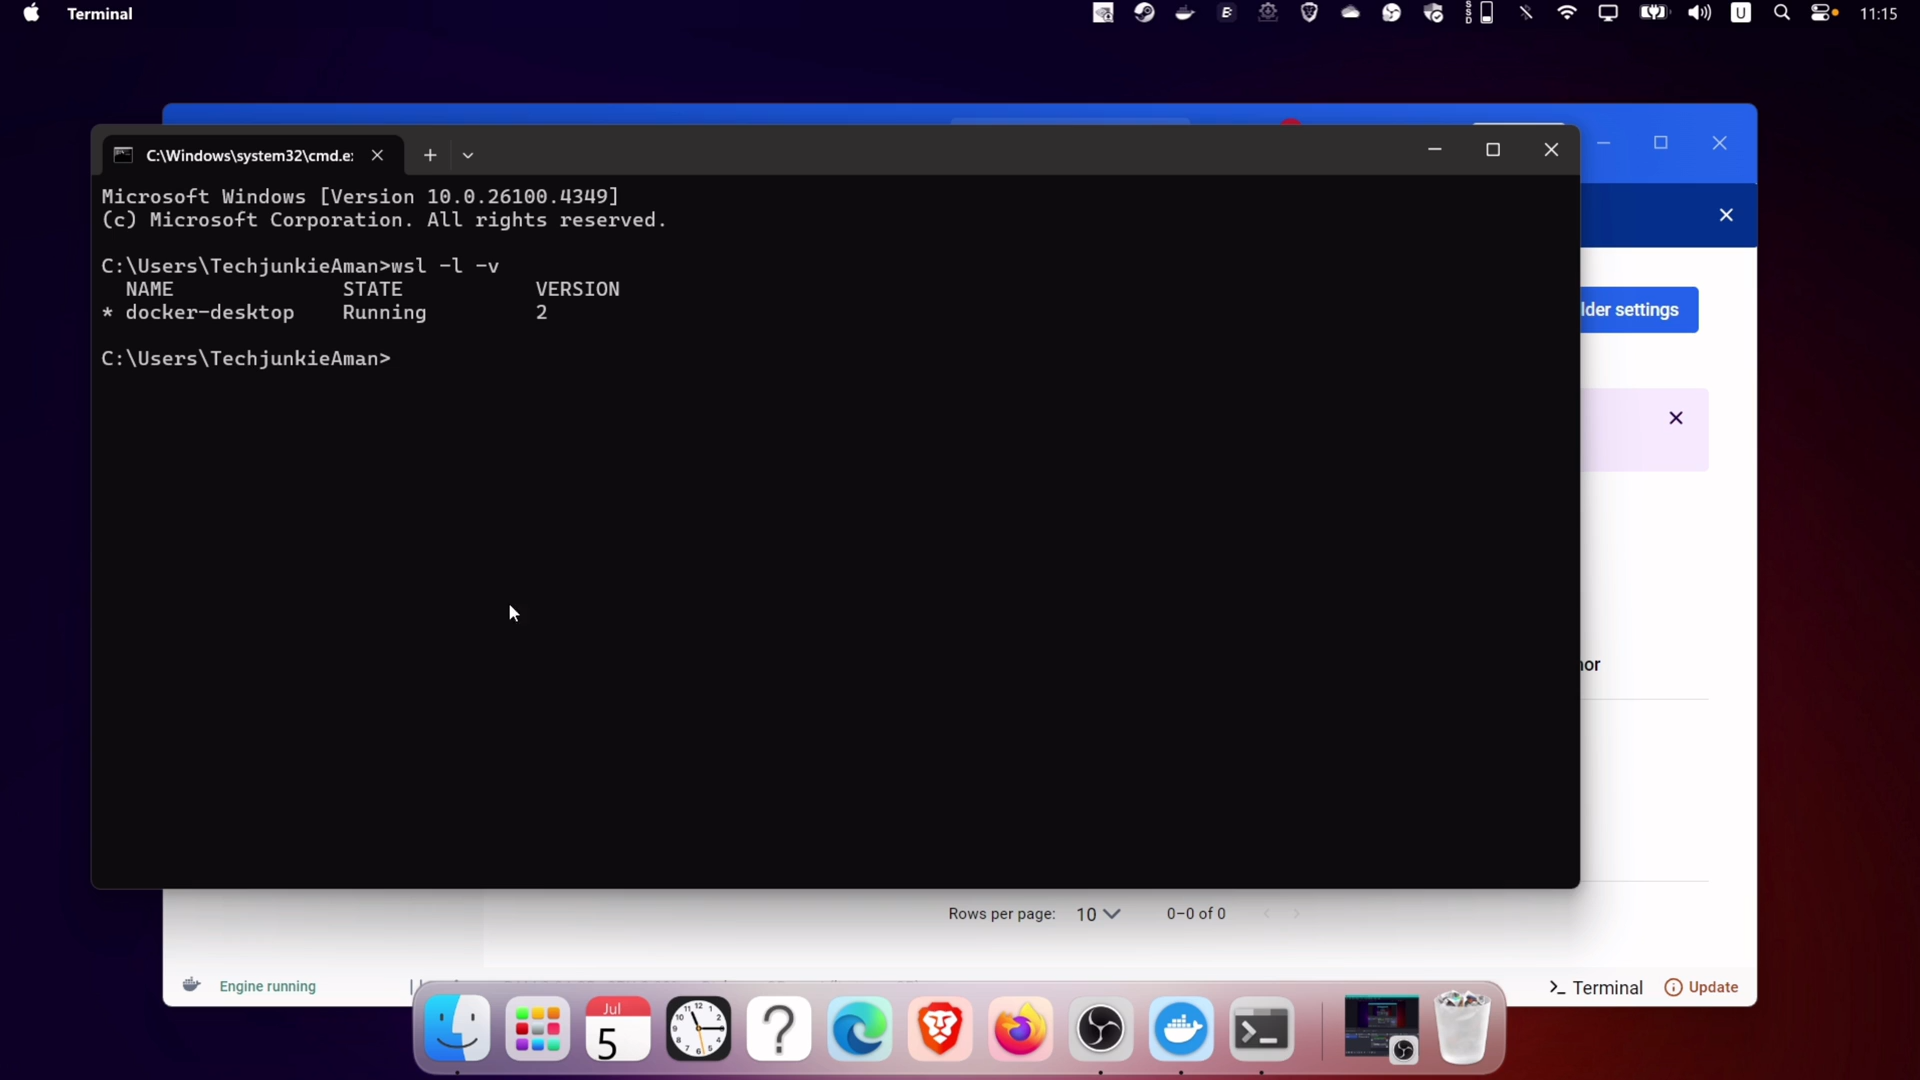 Terminal
SSD
U
11:15
C:\Windows\system32\cmd.e:
Microsoft Windows [Version 10.0.26100.4349]
(c) Microsoft Corporation. All rights reserved.
C:\Users\TechjunkieAman>wsl -l -v
NAME STATE VERSION
* docker-desktop Running 2
C:\Users\TechjunkieAman>
lder settings
hor
Rows per page: 10 0–0 of 0
Engine running
Terminal
Update
Jul
5